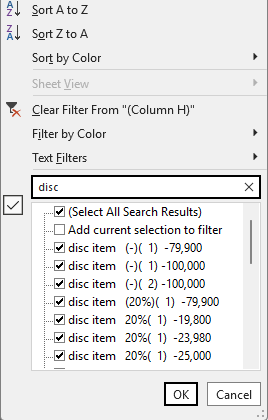 Sort A to Z
Sort Z to A
Sort by Color
Sheet View
Clear Filter From "(Column H)"
Filter by Color
Text Filters
disc
(Select All Search Results)
Add current selection to filter
disc item (-)( 1) -79,900
disc item (-)( 1) -100,000
disc item (-)( 2) -100,000
disc item (20%)( 1) -79,900
disc item 20%( 1) -19,800
disc item 20%( 1) -23,980
disc item 20%( 1) -25,000
OK Cancel